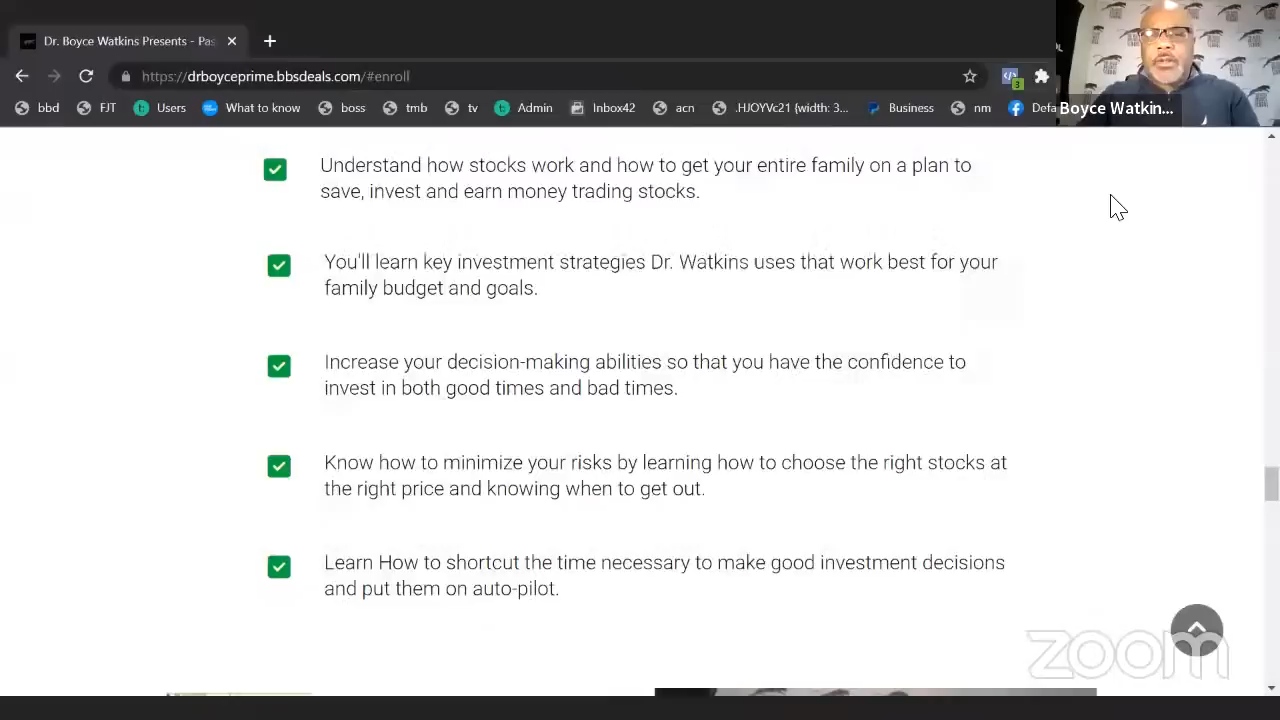 Dr. Boyce Watkins Presents - Pas
https://drboyceprime.bbsdeals.com/#enroll
bbd FJT Users What to know boss tmb tv Admin Inbox42 acn .HJOYVc21 {width: 3... Business nm Defa
3
Boyce Watkin...
Understand how stocks work and how to get your entire family on a plan to
save, invest and earn money trading stocks.
You'll learn key investment strategies Dr. Watkins uses that work best for your
family budget and goals.
Increase your decision-making abilities so that you have the confidence to
invest in both good times and bad times.
Know how to minimize your risks by learning how to choose the right stocks at
the right price and knowing when to get out.
Learn How to shortcut the time necessary to make good investment decisions
and put them on auto-pilot.
zoom